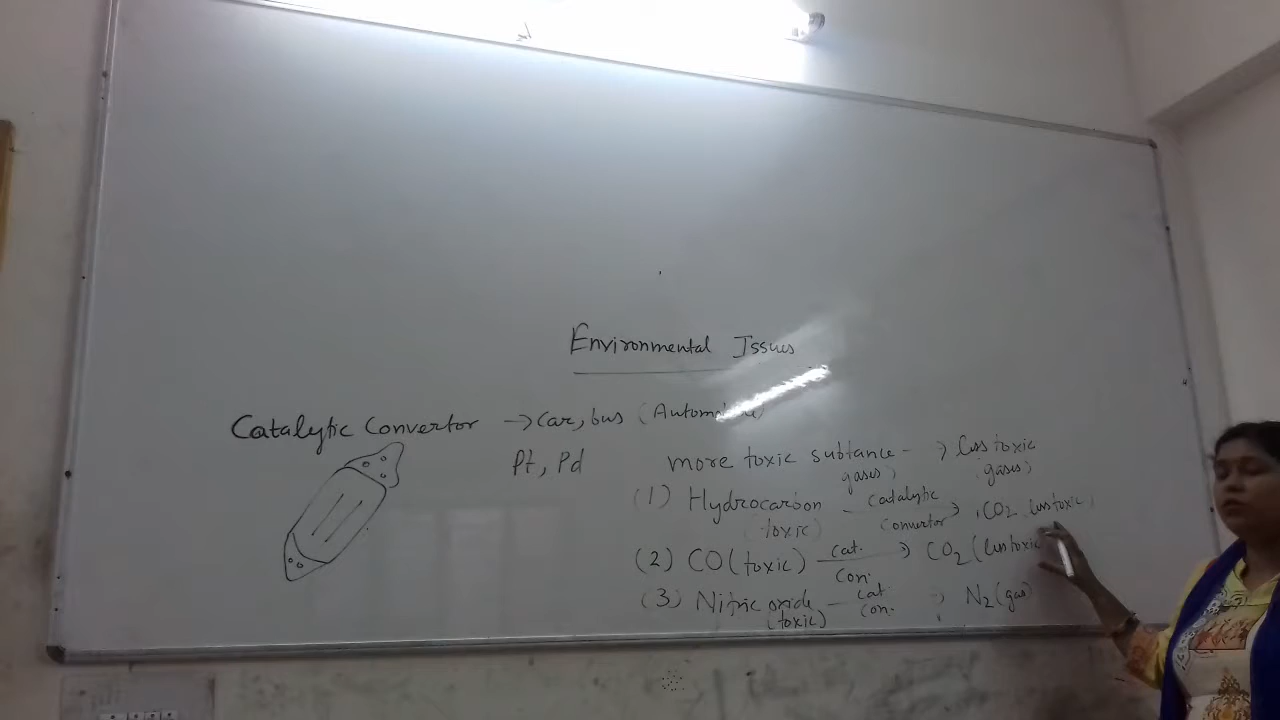 Environmental Issues
Catalytic Convertor → Car, bus (Automobile)
Pt, Pd
more toxic subtance → Less toxic
gases) (gases)
(1) Hydrocarbon Catalytic Convertor → CO2 Less toxic)
(toxic)
(2) CO (toxic) Cat. Con. → CO2 (Less toxic
(3) Nitric oxide cat con. → N2 (gas)
(toxic)